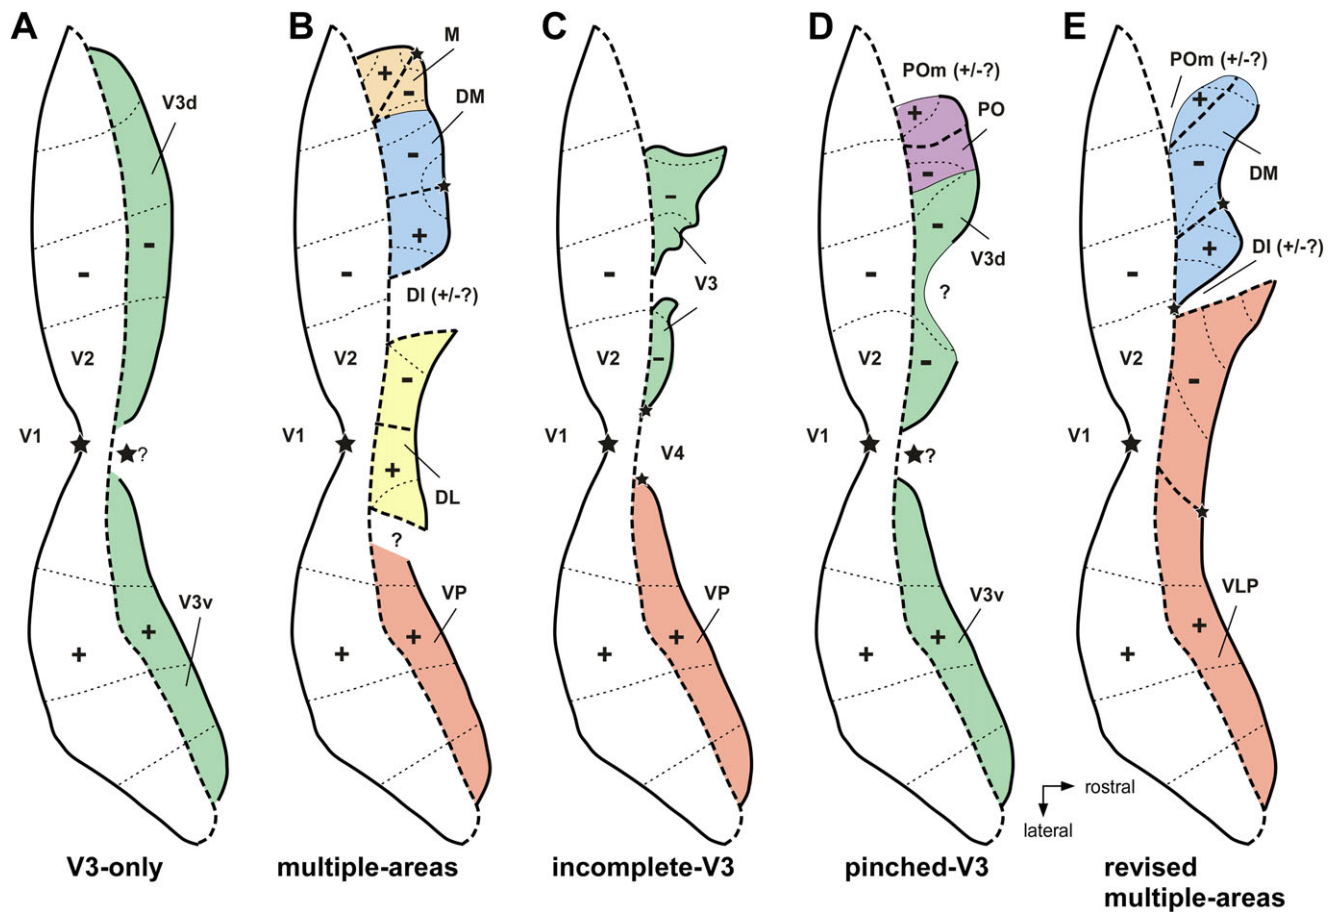 A
V3d
-
-
V2
V1
?
V3v
+
+
V3-only
B
M
+
-
DM
-
+
-
DI (+/-?)
V2
-
V1
+
DL
?
VP
+
+
multiple-areas
C
-
-
V3
V2
-
V1
V4
VP
+
+
incomplete-V3
D
POm (+/-?)
+
PO
-
-
V3d
-
?
V2
-
V1
?
V3v
+
+
pinched-V3
E
POm (+/-?)
+
-
DM
+
DI (+/-?)
-
V2
-
V1
VLP
+
+
rostral
lateral
revised
multiple-areas